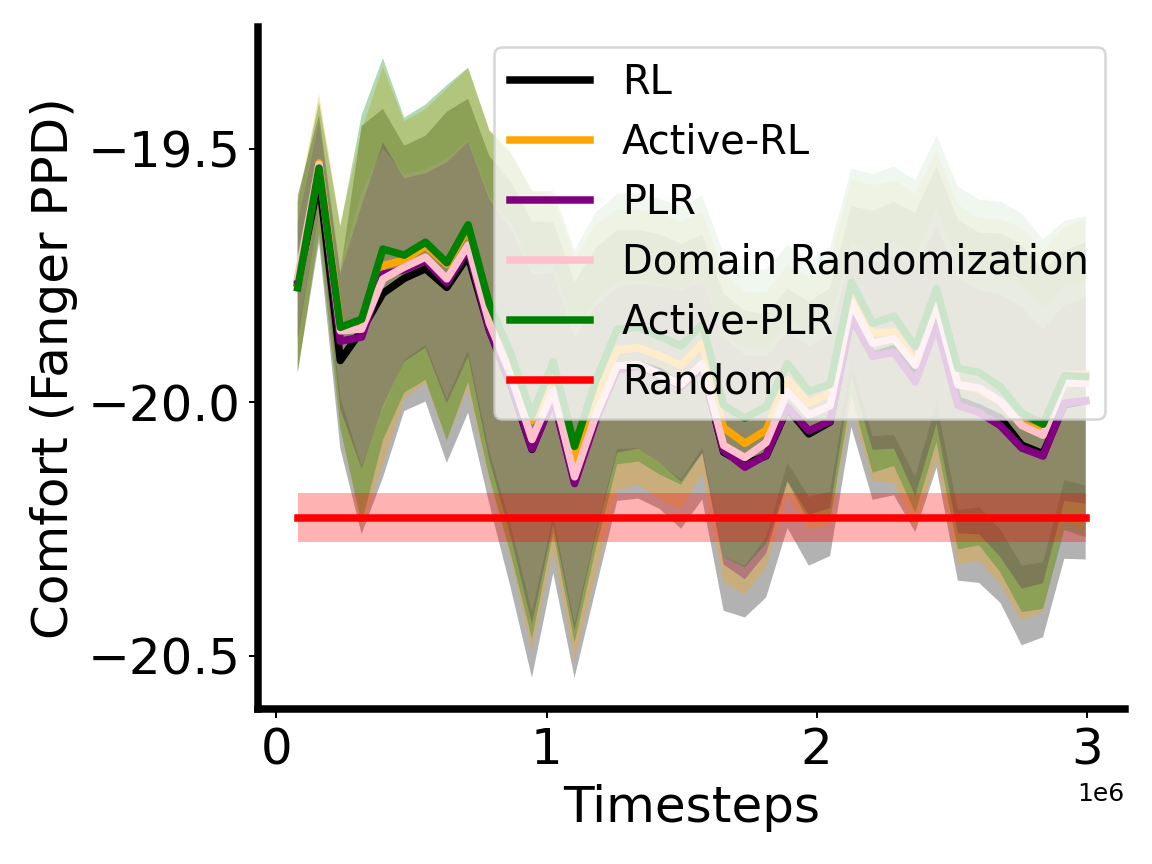 Comfort (Fanger PPD)
−19.5
−20.0
−20.5
RL
Active-RL
PLR
Domain Randomization
Active-PLR
Random
0
1
2
3
1e6
Timesteps